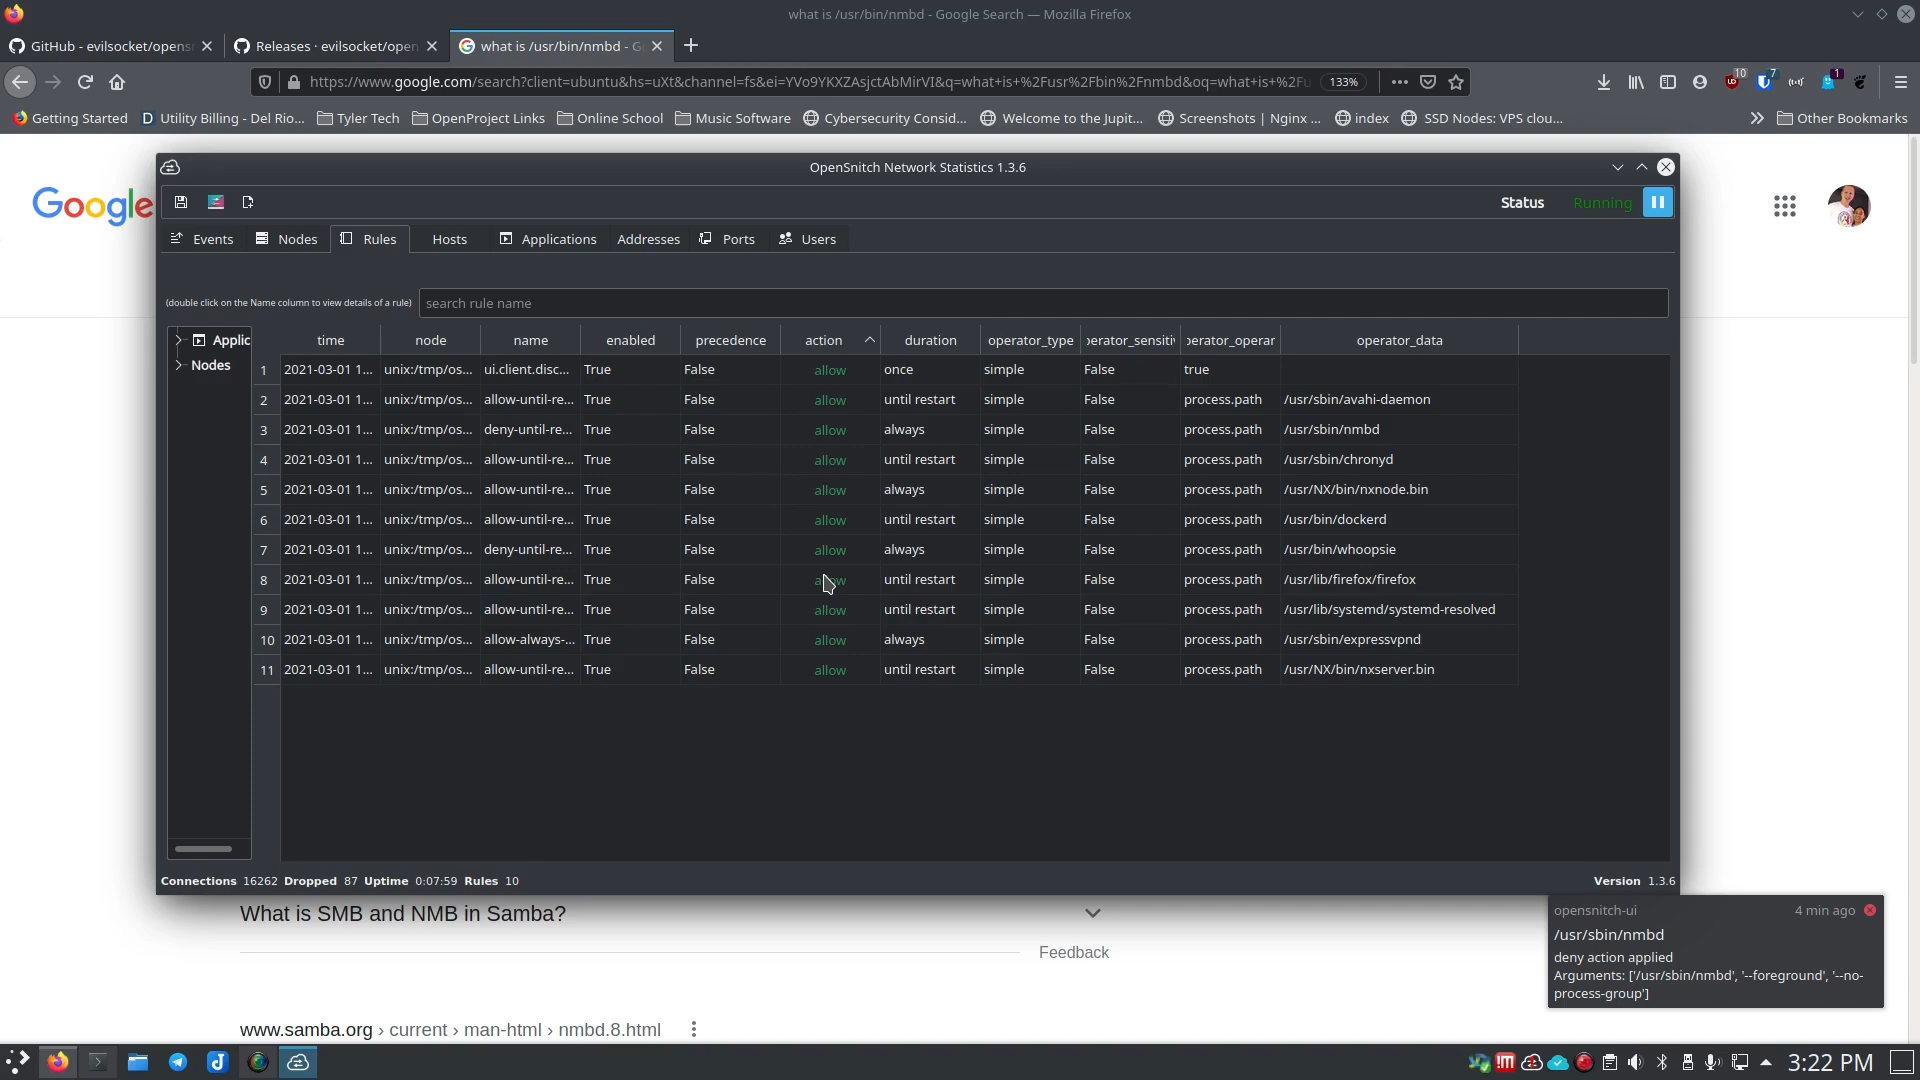 what is /usr/bin/nmbd - Google Search — Mozilla Firefox
GitHub - evilsocket/opens
Releases · evilsocket/open
what is /usr/bin/nmbd - G
https://www.google.com/search?client=ubuntu&hs=uXt&channel=fs&ei=YVo9YKXZAsjctAbMirVI&q=what+is+%2Fusr%2Fbin%2Fnmbd&oq=what+is+%2Fu
133%
10
7
1
Getting Started
Utility Billing - Del Rio...
Tyler Tech
OpenProject Links
Online School
Music Software
Cybersecurity Consid...
Welcome to the Jupit...
Screenshots | Nginx ...
index
SSD Nodes: VPS clou...
Other Bookmarks
Google
OpenSnitch Network Statistics 1.3.6
Status Running
Events Nodes Rules Hosts Applications Addresses Ports Users
(double click on the Name column to view details of a rule) search rule name
Applic
Nodes
time node name enabled precedence action duration operator_type perator_sensitiv perator_operar operator_data
1 2021-03-01 1... unix:/tmp/os... ui.client.disc... True False allow once simple False true
2 2021-03-01 1... unix:/tmp/os... allow-until-re... True False allow until restart simple False process.path /usr/sbin/avahi-daemon
3 2021-03-01 1... unix:/tmp/os... deny-until-re... True False allow always simple False process.path /usr/sbin/nmbd
4 2021-03-01 1... unix:/tmp/os... allow-until-re... True False allow until restart simple False process.path /usr/sbin/chronyd
5 2021-03-01 1... unix:/tmp/os... allow-until-re... True False allow always simple False process.path /usr/NX/bin/nxnode.bin
6 2021-03-01 1... unix:/tmp/os... allow-until-re... True False allow until restart simple False process.path /usr/bin/dockerd
7 2021-03-01 1... unix:/tmp/os... deny-until-re... True False allow always simple False process.path /usr/bin/whoopsie
8 2021-03-01 1... unix:/tmp/os... allow-until-re... True False allow until restart simple False process.path /usr/lib/firefox/firefox
9 2021-03-01 1... unix:/tmp/os... allow-until-re... True False allow until restart simple False process.path /usr/lib/systemd/systemd-resolved
10 2021-03-01 1... unix:/tmp/os... allow-always-... True False allow always simple False process.path /usr/sbin/expressvpnd
11 2021-03-01 1... unix:/tmp/os... allow-until-re... True False allow until restart simple False process.path /usr/NX/bin/nxserver.bin
Connections 16262 Dropped 87 Uptime 0:07:59 Rules 10
Version 1.3.6
What is SMB and NMB in Samba?
Feedback
www.samba.org › current › man-html › nmbd.8.html
opensnitch-ui 4 min ago
/usr/sbin/nmbd
deny action applied
Arguments: ['/usr/sbin/nmbd', '--foreground', '--no-
process-group']
3:22 PM